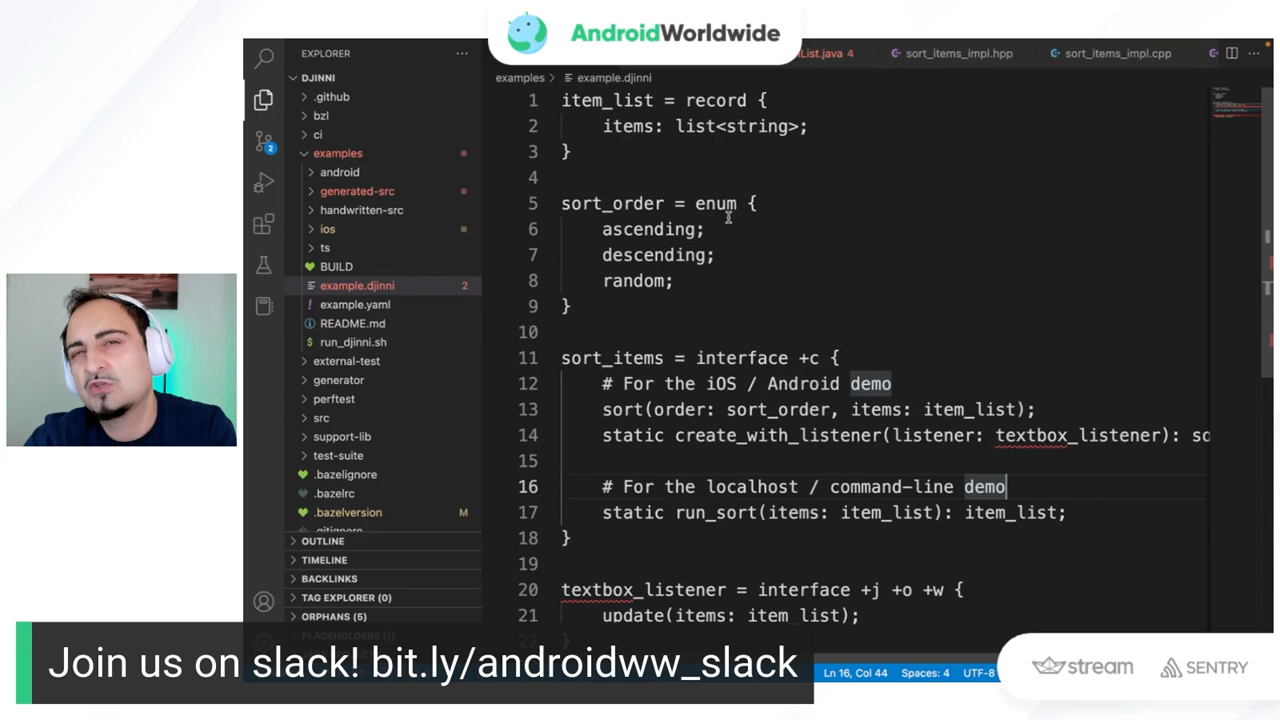 AndroidWorldwide
EXPLORER
DJINNI
.github
bzl
ci
examples
android
generated-src
handwritten-src
ios
ts
BUILD
example.djinni 2
example.yaml
README.md
run_djinni.sh
external-test
generator
perftest
src
support-lib
test-suite
.bazelignore
.bazelrc
.bazelversion M
.gitignore
OUTLINE
TIMELINE
BACKLINKS
TAG EXPLORER (0)
ORPHANS (5)
PLACEHOLDERS (1)
2
List.java 4 sort_items_impl.hpp sort_items_impl.cpp
examples > example.djinni
1 item_list = record {
2 items: list<string>;
3 }
4
5 sort_order = enum {
6 ascending;
7 descending;
8 random;
9 }
10
11 sort_items = interface +c {
12 # For the iOS / Android demo
13 sort(order: sort_order, items: item_list);
14 static create_with_listener(listener: textbox_listener): so
15
16 # For the localhost / command-line demo
17 static run_sort(items: item_list): item_list;
18 }
19
20 textbox_listener = interface +j +o +w {
21 update(items: item_list);
22 }
Join us on slack! bit.ly/androidww_slack
Ln 16, Col 44 Spaces: 4 UTF-8
stream SENTRY